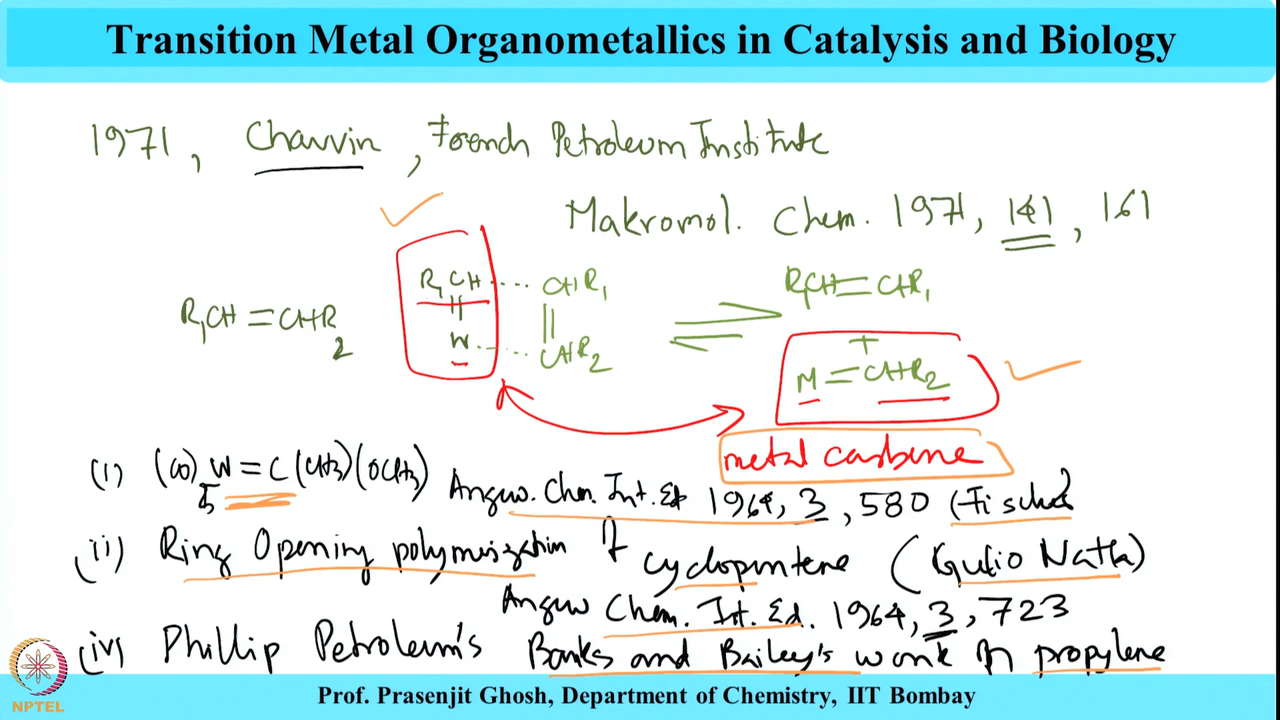 Transition Metal Organometallics in Catalysis and Biology
1971, Chauvin, French Petroleum Institute
Makromol. Chem. 1971, 141, 161
R₁CH=CHR₂
R₁CH ···· CHR₁
R₁CH=CHR₁
+
W ···· CHR₂
M=CHR₂
metal carbene
(i) (CO)₅W=C(CH₃)(OCH₃) Angew. Chem. Int. Ed 1964, 3, 580 (Fischer
(ii) Ring Opening polymerization of cyclopentene (Gulio Natta)
Angew Chem. Int. Ed. 1964, 3, 723
(iv) Phillip Petroleum's Banks and Bailey's work on propylene
NPTEL
Prof. Prasenjit Ghosh, Department of Chemistry, IIT Bombay